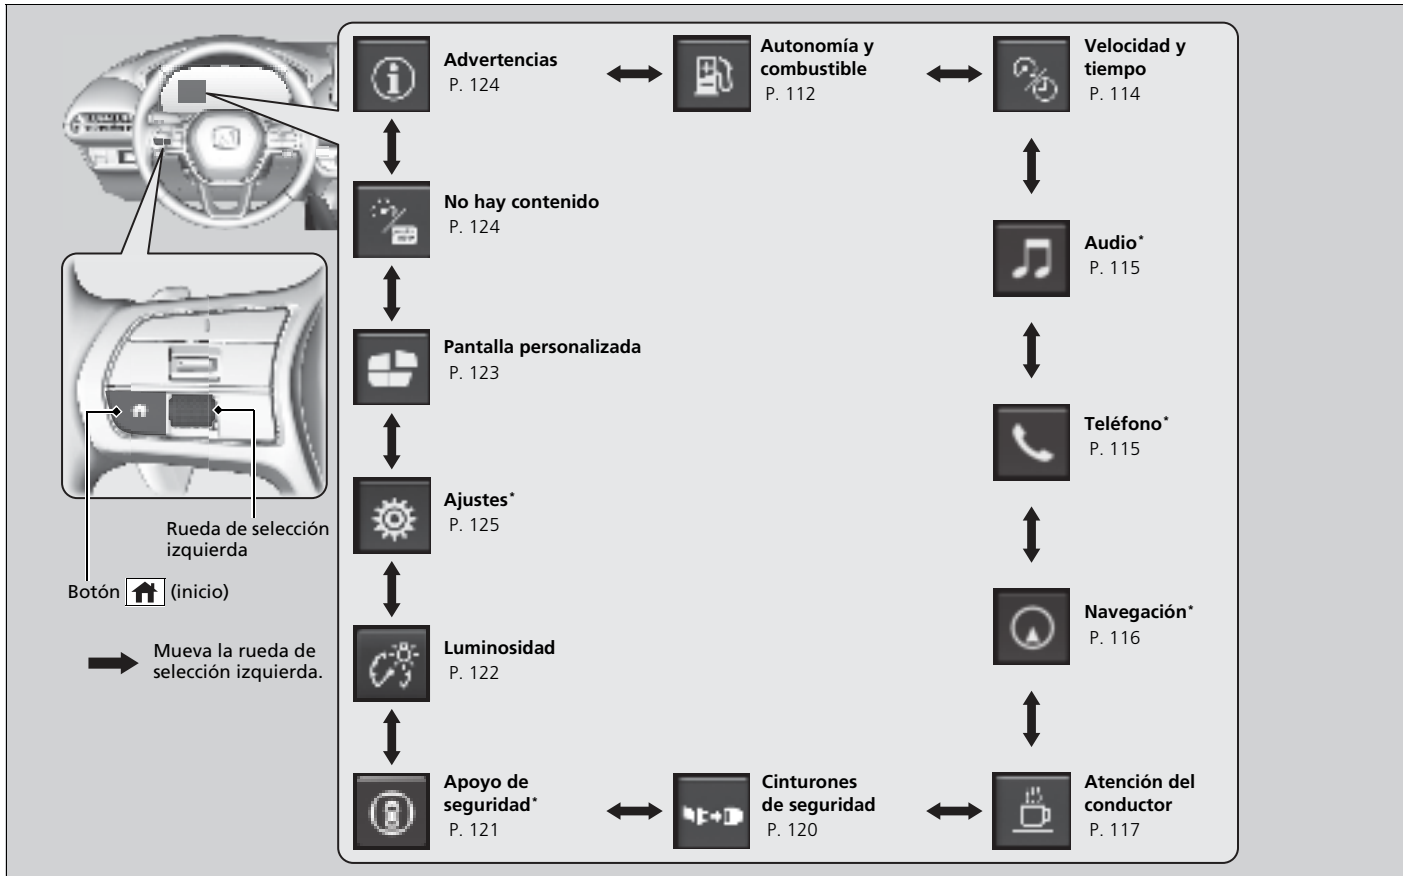 Advertencias
P. 124
Autonomía y
combustible
P. 112
Velocidad y
tiempo
P. 114
No hay contenido
P. 124
Audio*
P. 115
Pantalla personalizada
P. 123
Teléfono*
P. 115
Ajustes*
P. 125
Rueda de selección
izquierda
Botón (inicio)
Navegación*
P. 116
Mueva la rueda de
selección izquierda.
Luminosidad
P. 122
Apoyo de
seguridad*
P. 121
Cinturones
de seguridad
P. 120
Atención del
conductor
P. 117